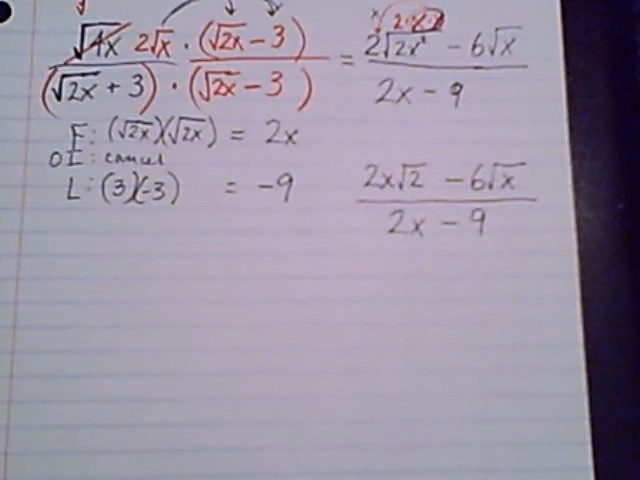 √4x 2√x · (√2x - 3) / (√2x + 3) · (√2x - 3) = 2√2x² - 6√x / 2x - 9
x √2·x·x
F: (√2x)(√2x) = 2x
OI: cancel
L: (3)(-3) = -9
2x√2 - 6√x / 2x - 9